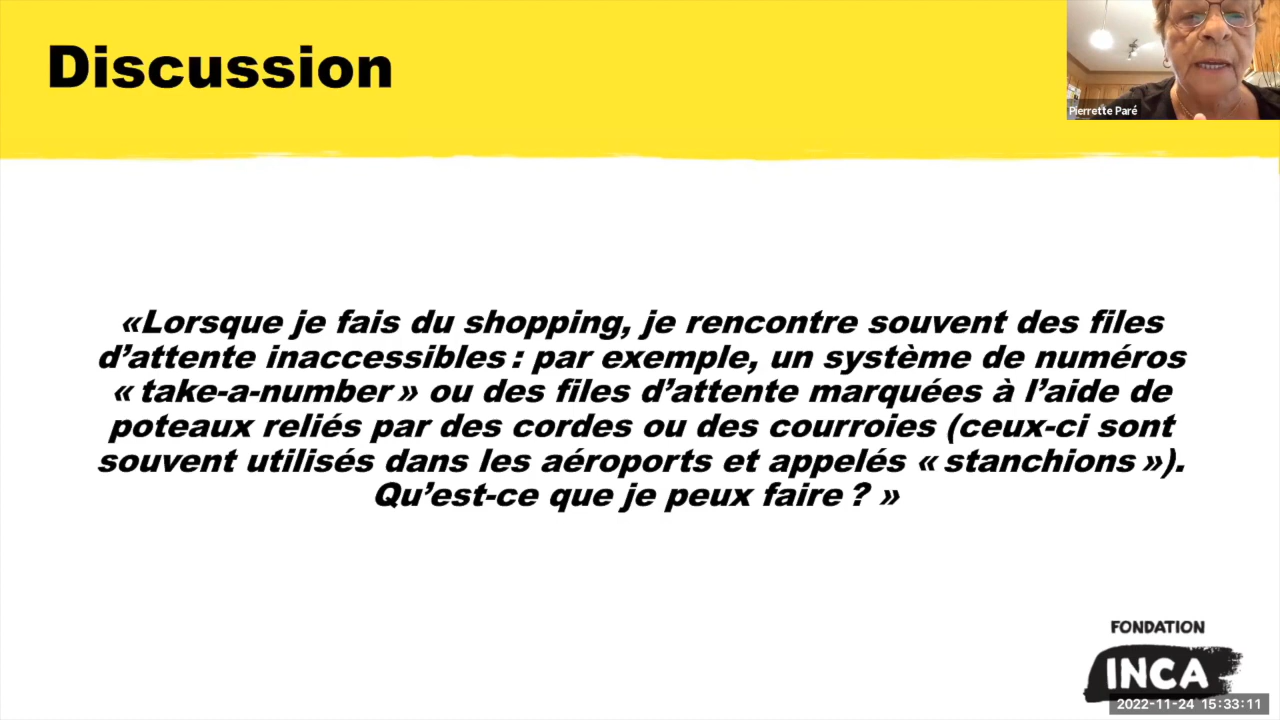 Discussion
Pierrette Paré
«Lorsque je fais du shopping, je rencontre souvent des files
d’attente inaccessibles : par exemple, un système de numéros
« take-a-number » ou des files d’attente marquées à l’aide de
poteaux reliés par des cordes ou des courroies (ceux-ci sont
souvent utilisés dans les aéroports et appelés « stanchions »).
Qu’est-ce que je peux faire ? »
FONDATION
INCA
2022-11-24 15:33:11